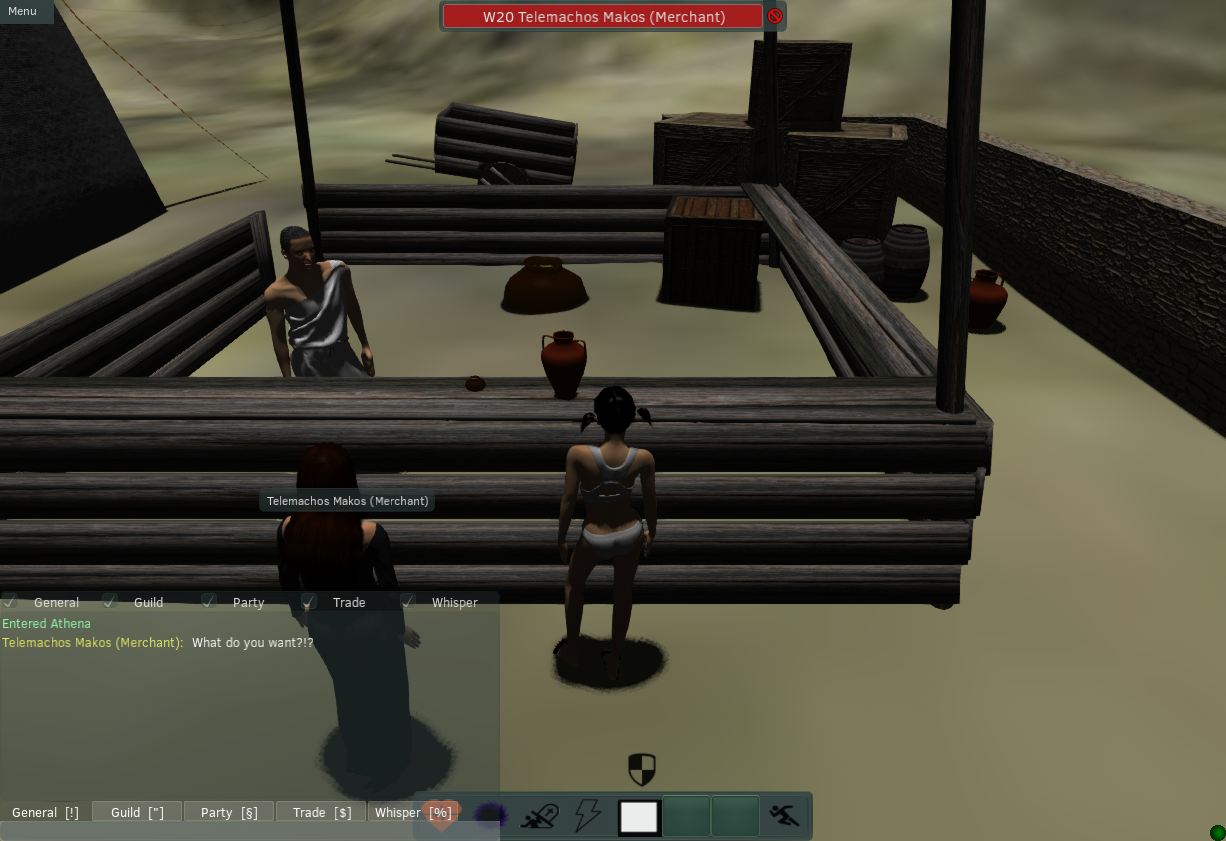 Menu
W20 Telemachos Makos (Merchant)
Telemachos Makos (Merchant)
General Guild Party Trade Whisper
Entered Athena
Telemachos Makos (Merchant): What do you want?!?
General [!] Guild ["] Party [§] Trade [$] Whisper [%]